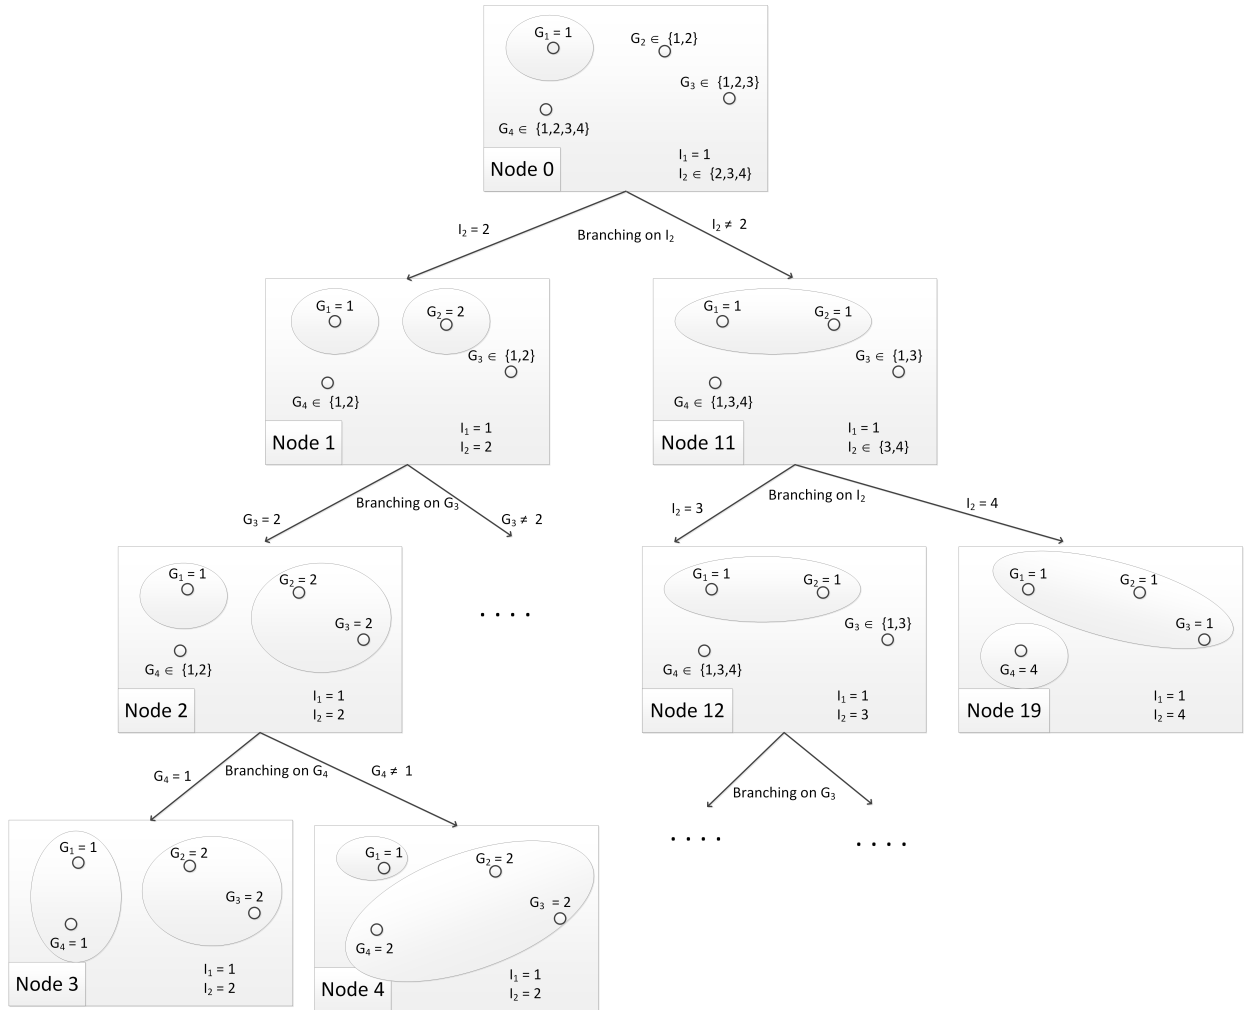 G₁ = 1
G₂ ∈ {1,2}
G₃ ∈ {1,2,3}
G₄ ∈ {1,2,3,4}
I₁ = 1
I₂ ∈ {2,3,4}
Node 0
I₂ = 2
Branching on I₂
I₂ ≠ 2
G₁ = 1
G₂ = 2
G₃ ∈ {1,2}
G₄ ∈ {1,2}
I₁ = 1
I₂ = 2
Node 1
G₁ = 1
G₂ = 1
G₃ ∈ {1,3}
G₄ ∈ {1,3,4}
I₁ = 1
I₂ ∈ {3,4}
Node 11
G₃ = 2
Branching on G₃
G₃ ≠ 2
I₂ = 3
Branching on I₂
I₂ = 4
G₁ = 1
G₂ = 2
G₃ = 2
G₄ ∈ {1,2}
I₁ = 1
I₂ = 2
Node 2
. . . .
G₁ = 1
G₂ = 1
G₃ ∈ {1,3}
G₄ ∈ {1,3,4}
I₁ = 1
I₂ = 3
Node 12
G₁ = 1
G₂ = 1
G₃ = 1
G₄ = 4
I₁ = 1
I₂ = 4
Node 19
G₄ = 1
Branching on G₄
G₄ ≠ 1
Branching on G₃
. . . .
. . . .
G₁ = 1
G₂ = 2
G₃ = 2
G₄ = 1
I₁ = 1
I₂ = 2
Node 3
G₁ = 1
G₂ = 2
G₃ = 2
G₄ = 2
I₁ = 1
I₂ = 2
Node 4